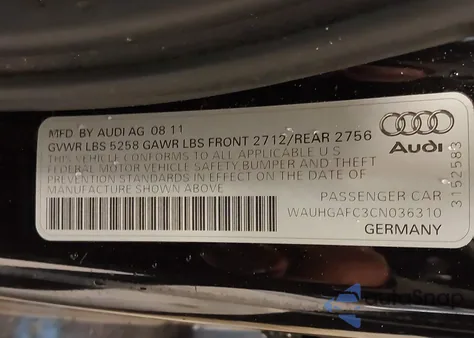 MFD BY AUDI AG 08 11
GVWR LBS 5258 GAWR LBS FRONT 2712/REAR 2756
THIS VEHICLE CONFORMS TO ALL APPLICABLE U.S.
FEDERAL MOTOR VEHICLE SAFETY BUMPER AND THEFT
PREVENTION STANDARDS IN EFFECT ON THE DATE OF
MANUFACTURE SHOWN ABOVE
Audi
3152583
PASSENGER CAR
WAUHGAFC3CN036310
GERMANY
AutoSnap